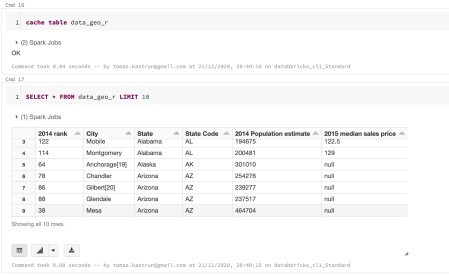 Cmd 16
1 cache table data_geo_r
(2) Spark Jobs
OK
Command took 0.04 seconds -- by tomaz.kastrun@gmail.com at 21/12/2020, 20:40:10 on databbricks_cli_Standard
Cmd 17
1 SELECT * FROM data_geo_r LIMIT 10
(1) Spark Jobs
2014 rank City State State Code 2014 Population estimate 2015 median sales price
3 122 Mobile Alabama AL 194675 122.5
4 114 Montgomery Alabama AL 200481 129
5 64 Anchorage[19] Alaska AK 301010 null
6 78 Chandler Arizona AZ 254276 null
7 86 Gilbert[20] Arizona AZ 239277 null
8 88 Glendale Arizona AZ 237517 null
9 38 Mesa Arizona AZ 464704 null
Showing all 10 rows.
Command took 0.08 seconds -- by tomaz.kastrun@gmail.com at 21/12/2020, 20:40:15 on databbricks_cli_Standard